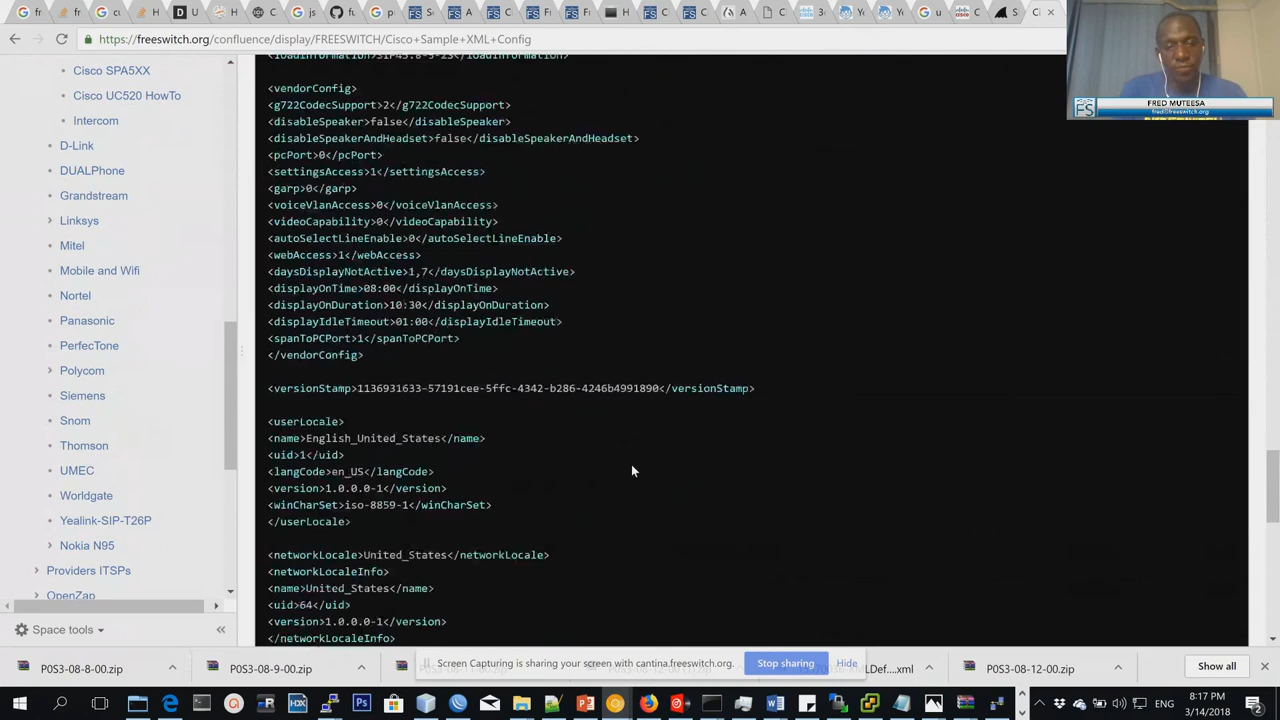 https://freeswitch.org/confluence/display/FREESWITCH/Cisco+Sample+XML+Config
FRED MUTEESA
fred@freeswitch.org
Cisco SPA5XX
Cisco UC520 HowTo
Intercom
D-Link
DUALPhone
Grandstream
Linksys
Mitel
Mobile and Wifi
Nortel
Panasonic
PerfecTone
Polycom
Siemens
Snom
Thomson
UMEC
Worldgate
Yealink-SIP-T26P
Nokia N95
Providers ITSPs
OpenZap
Space tools
<vendorConfig>
<g722CodecSupport>2</g722CodecSupport>
<disableSpeaker>false</disableSpeaker>
<disableSpeakerAndHeadset>false</disableSpeakerAndHeadset>
<pcPort>0</pcPort>
<settingsAccess>1</settingsAccess>
<garp>0</garp>
<voiceVlanAccess>0</voiceVlanAccess>
<videoCapability>0</videoCapability>
<autoSelectLineEnable>0</autoSelectLineEnable>
<webAccess>1</webAccess>
<daysDisplayNotActive>1,7</daysDisplayNotActive>
<displayOnTime>08:00</displayOnTime>
<displayOnDuration>10:30</displayOnDuration>
<displayIdleTimeout>01:00</displayIdleTimeout>
<spanToPCPort>1</spanToPCPort>
</vendorConfig>
<versionStamp>1136931633-57191cee-5ffc-4342-b286-4246b4991890</versionStamp>
<userLocale>
<name>English_United_States</name>
<uid>1</uid>
<langCode>en_US</langCode>
<version>1.0.0.0-1</version>
<winCharSet>iso-8859-1</winCharSet>
</userLocale>
<networkLocale>United_States</networkLocale>
<networkLocaleInfo>
<name>United_States</name>
<uid>64</uid>
<version>1.0.0.0-1</version>
</networkLocaleInfo>
P0S3-08-8-00.zip
P0S3-08-9-00.zip
Screen Capturing is sharing your screen with cantina.freeswitch.org.
Stop sharing
Hide
P0S3-08-12-00.zip
Show all
ENG
8:17 PM
3/14/2018